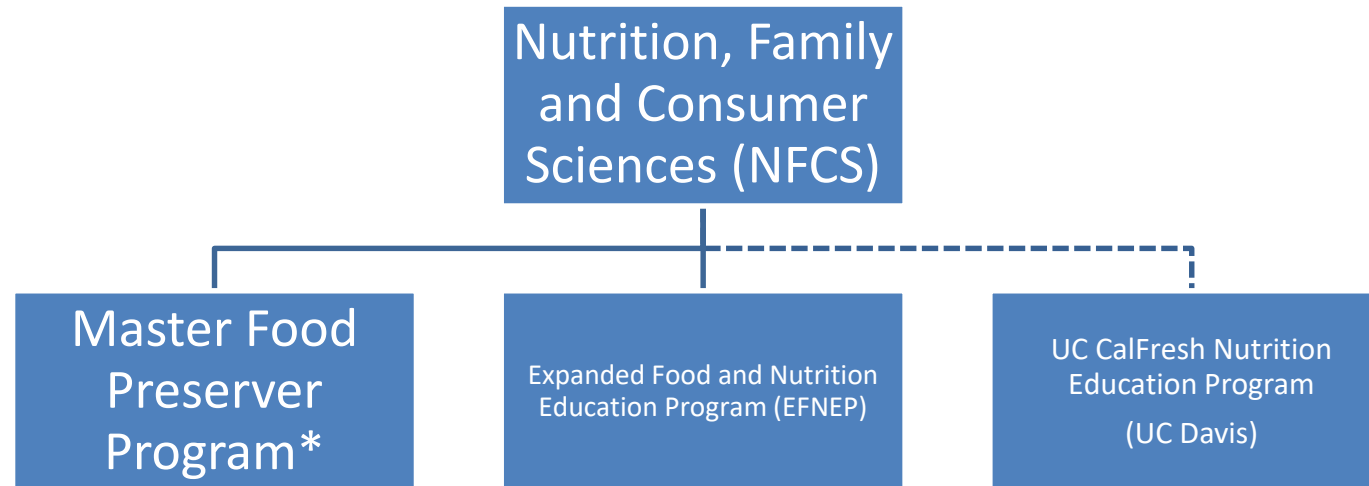 Nutrition, Family
and Consumer
Sciences (NFCS)
Master Food
Preserver
Program*
Expanded Food and Nutrition
Education Program (EFNEP)
UC CalFresh Nutrition
Education Program
(UC Davis)